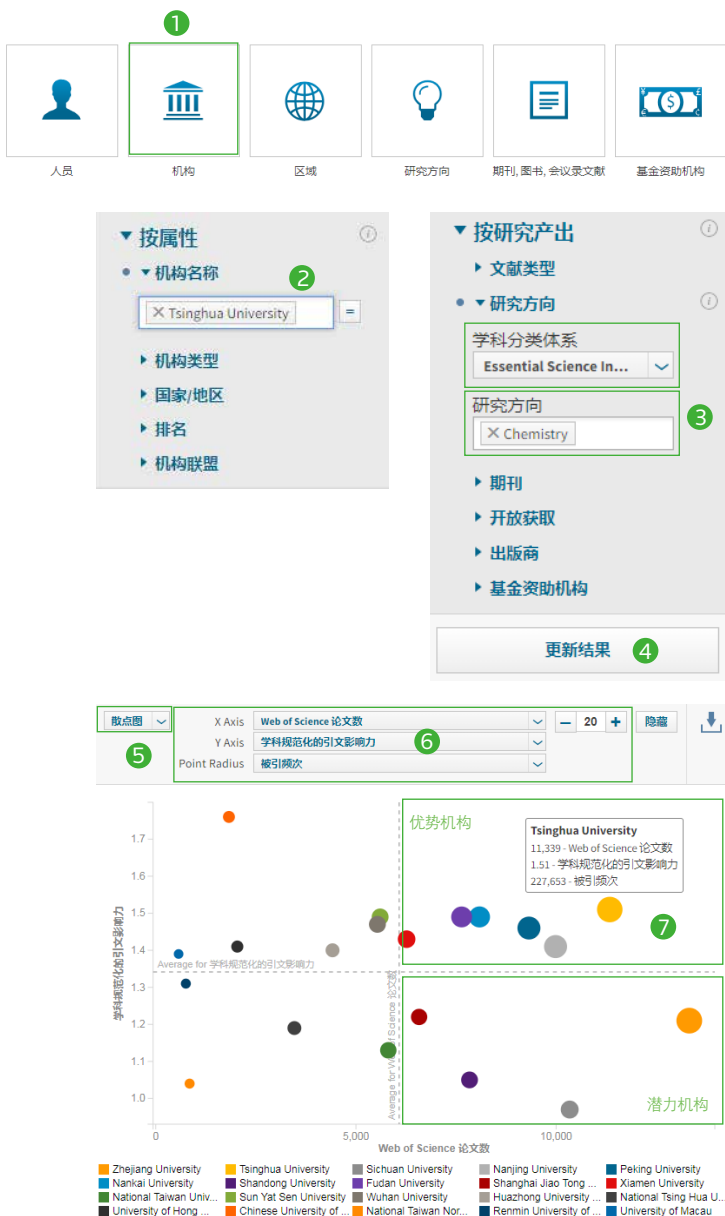 1
人员
机构
区域
研究方向
期刊, 图书, 会议录文献
基金资助机构
按属性
机构名称
2
Tsinghua University
=
机构类型
国家/地区
排名
机构联盟
按研究产出
文献类型
研究方向
学科分类体系
Essential Science In...
研究方向
3
Chemistry
期刊
开放获取
出版商
基金资助机构
更新结果 4
散点图
5
X Axis Web of Science 论文数 – 20 + 隐藏
Y Axis 学科规范化的引文影响力 6
Point Radius 被引频次
优势机构
Tsinghua University
11,339 - Web of Science 论文数
1.51 - 学科规范化的引文影响力
227,653 - 被引频次
7
学科规范化的引文影响力
1.7
1.6
1.5
1.4
1.3
1.2
1.1
1.0
Average for 学科规范化的引文影响力
Average for Web of Science 论文数
潜力机构
0 5,000 10,000
Web of Science 论文数
Zhejiang University Tsinghua University Sichuan University Nanjing University Peking University
Nankai University Shandong University Fudan University Shanghai Jiao Tong ... Xiamen University
National Taiwan Univ... Sun Yat Sen University Wuhan University Huazhong University ... National Tsing Hua U...
University of Hong ... Chinese University of ... National Taiwan Nor... Renmin University of ... University of Macau